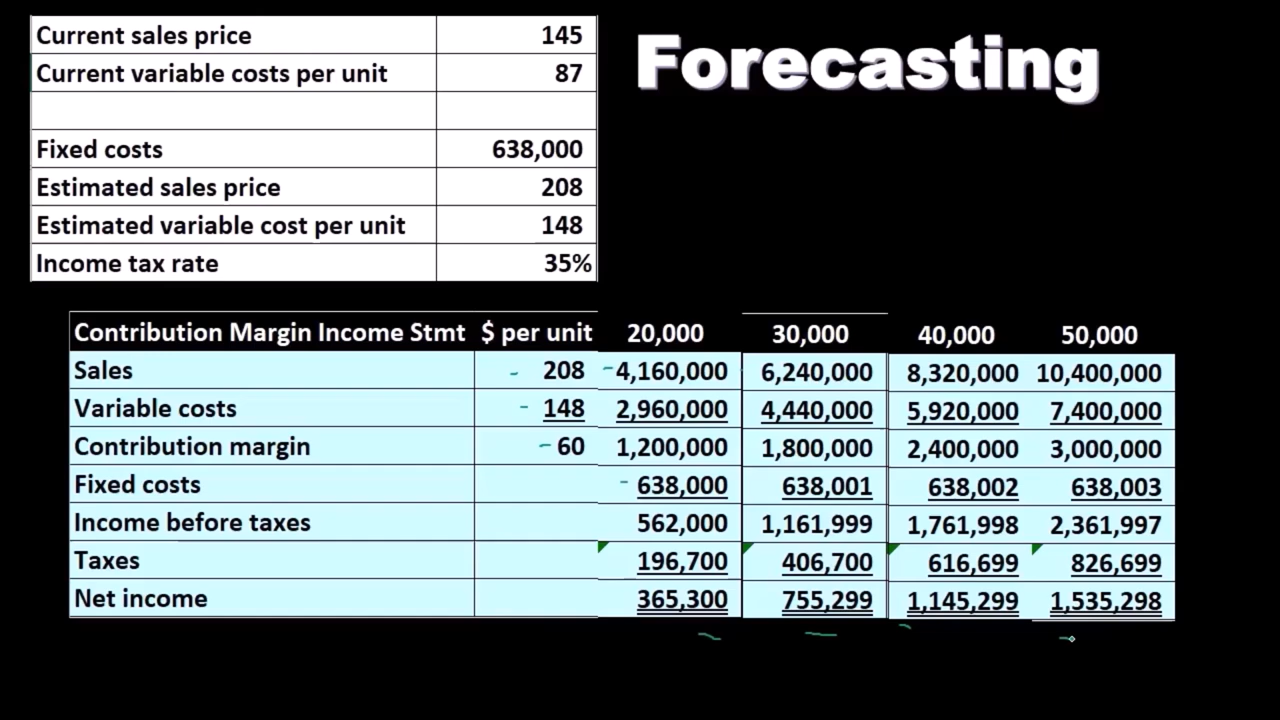 Forecasting
Current sales price 145
Current variable costs per unit 87
Fixed costs 638,000
Estimated sales price 208
Estimated variable cost per unit 148
Income tax rate 35%
Contribution Margin Income Stmt $ per unit 20,000 30,000 40,000 50,000
Sales 208 4,160,000 6,240,000 8,320,000 10,400,000
Variable costs 148 2,960,000 4,440,000 5,920,000 7,400,000
Contribution margin 60 1,200,000 1,800,000 2,400,000 3,000,000
Fixed costs 638,000 638,001 638,002 638,003
Income before taxes 562,000 1,161,999 1,761,998 2,361,997
Taxes 196,700 406,700 616,699 826,699
Net income 365,300 755,299 1,145,299 1,535,298